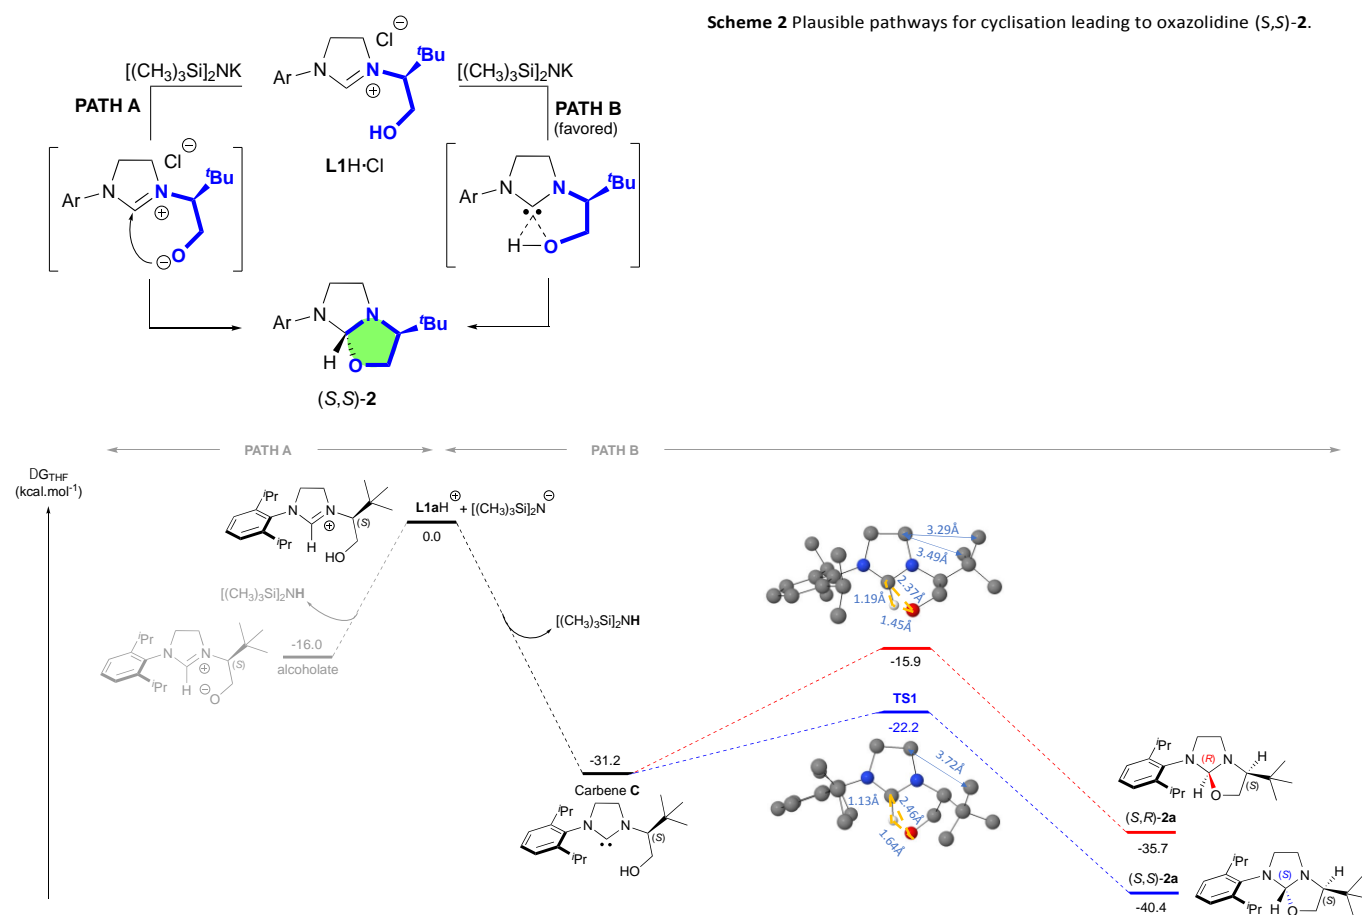 Scheme 2 Plausible pathways for cyclisation leading to oxazolidine (S,S)-2.
Cl⊖
[(CH3)3Si]2NK
Ar
N
N
⊕
tBu
HO
[(CH3)3Si]2NK
PATH A
PATH B
(favored)
L1H·Cl
Cl⊖
Ar
N
N
⊕
tBu
O
⊖
Ar
N
N
tBu
H
O
Ar
N
N
tBu
H
O
(S,S)-2
PATH A
PATH B
DGTHF
(kcal.mol-1)
iPr
N
N
⊕
(S)
iPr
H
HO
L1aH⊕ + [(CH3)3Si]2N⊖
0.0
[(CH3)3Si]2NH
iPr
N
N
⊕
(S)
iPr
H
O
⊖
-16.0
alcoholate
[(CH3)3Si]2NH
3.29Å
3.49Å
2.37Å
1.19Å
1.45Å
-15.9
TS1
-22.2
3.72Å
1.13Å
2.46Å
1.64Å
-31.2
Carbene C
iPr
N
N
(S)
iPr
HO
iPr
N
N
H
(R)
(S)
iPr
H
O
(S,R)-2a
-35.7
(S,S)-2a
-40.4
iPr
N
N
H
(S)
(S)
iPr
H
O